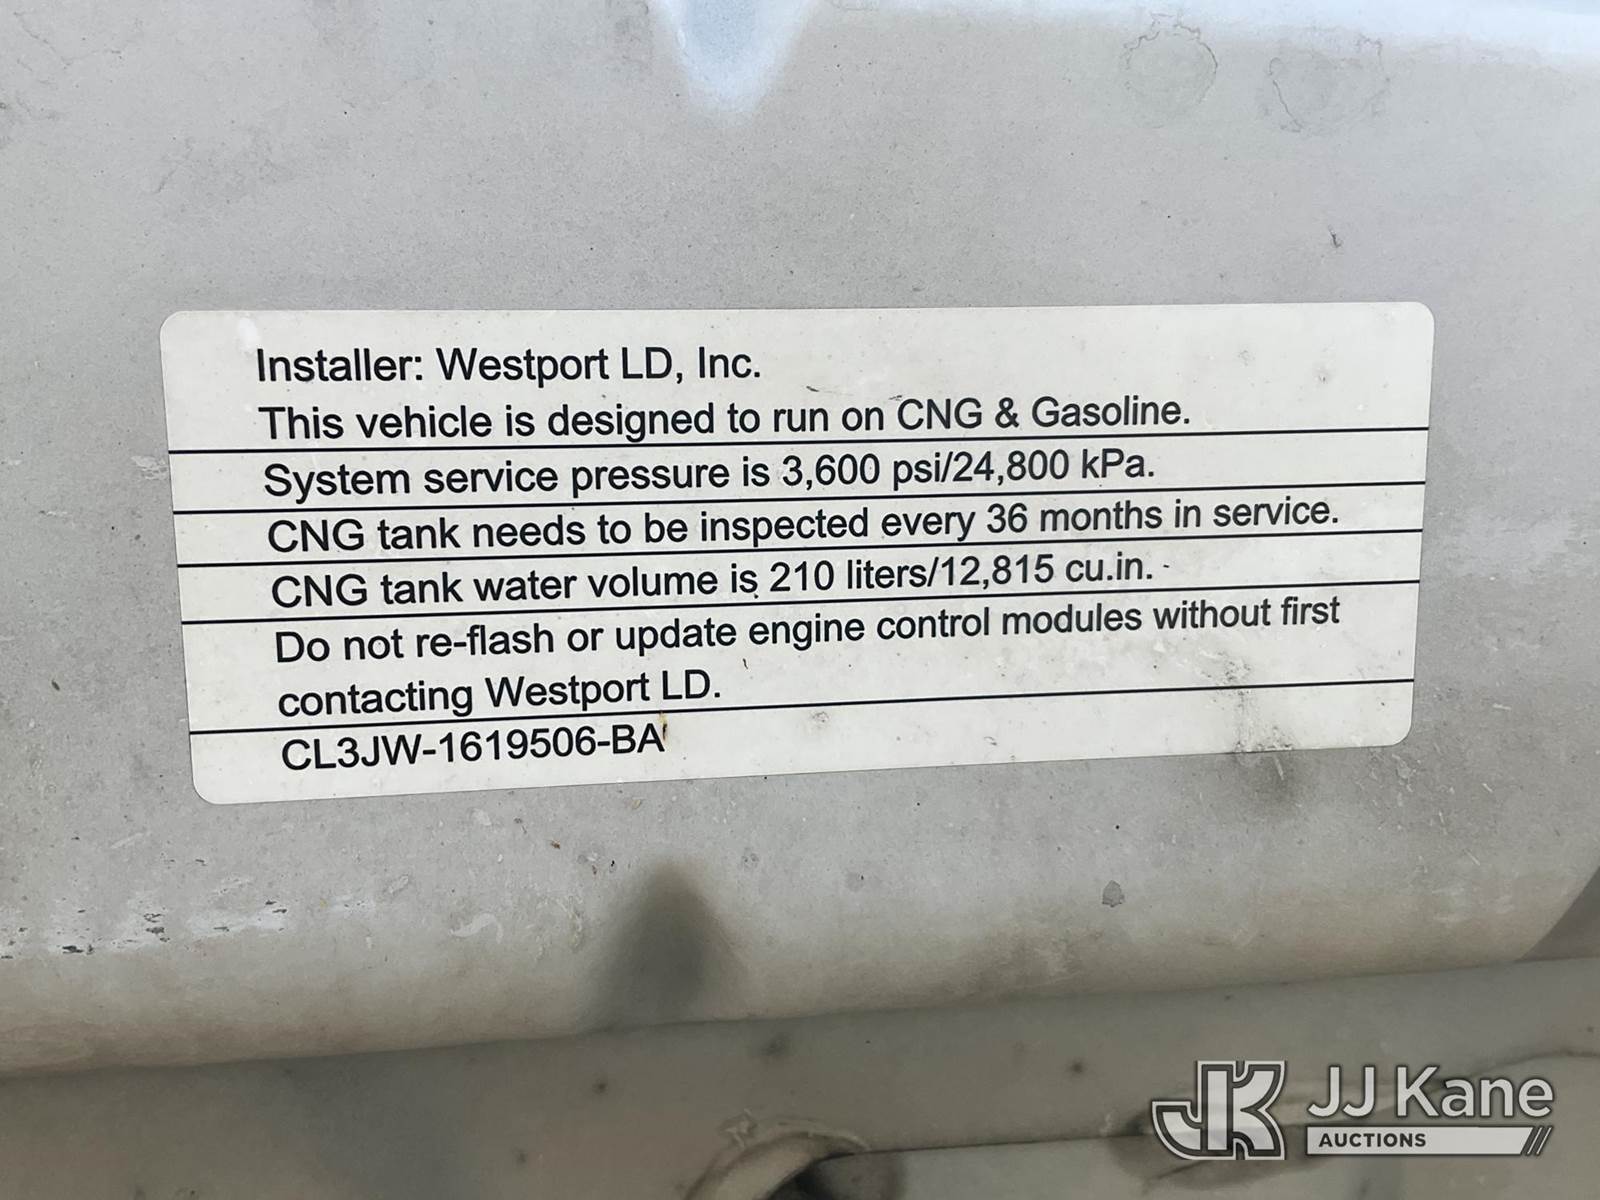 Installer: Westport LD, Inc.
This vehicle is designed to run on CNG & Gasoline.
System service pressure is 3,600 psi/24,800 kPa.
CNG tank needs to be inspected every 36 months in service.
CNG tank water volume is 210 liters/12,815 cu.in.
Do not re-flash or update engine control modules without first
contacting Westport LD.
CL3JW-1619506-BA
JK JJ Kane
AUCTIONS